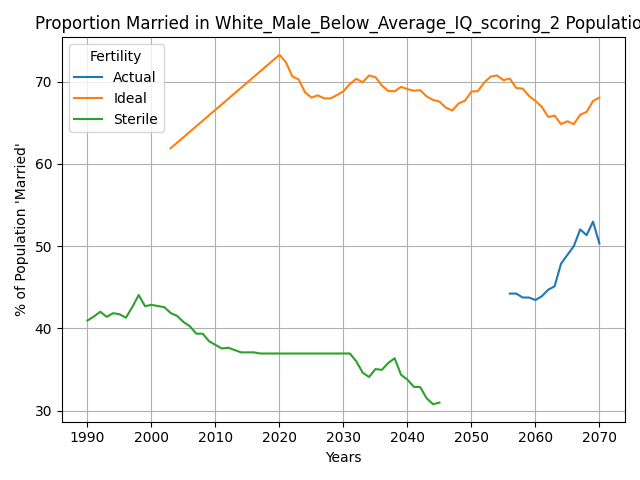 Proportion Married in White_Male_Below_Average_IQ_scoring_2 Populatio
Fertility
Actual
Ideal
Sterile
% of Population 'Married'
70
60
50
40
30
1990 2000 2010 2020 2030 2040 2050 2060 2070
Years